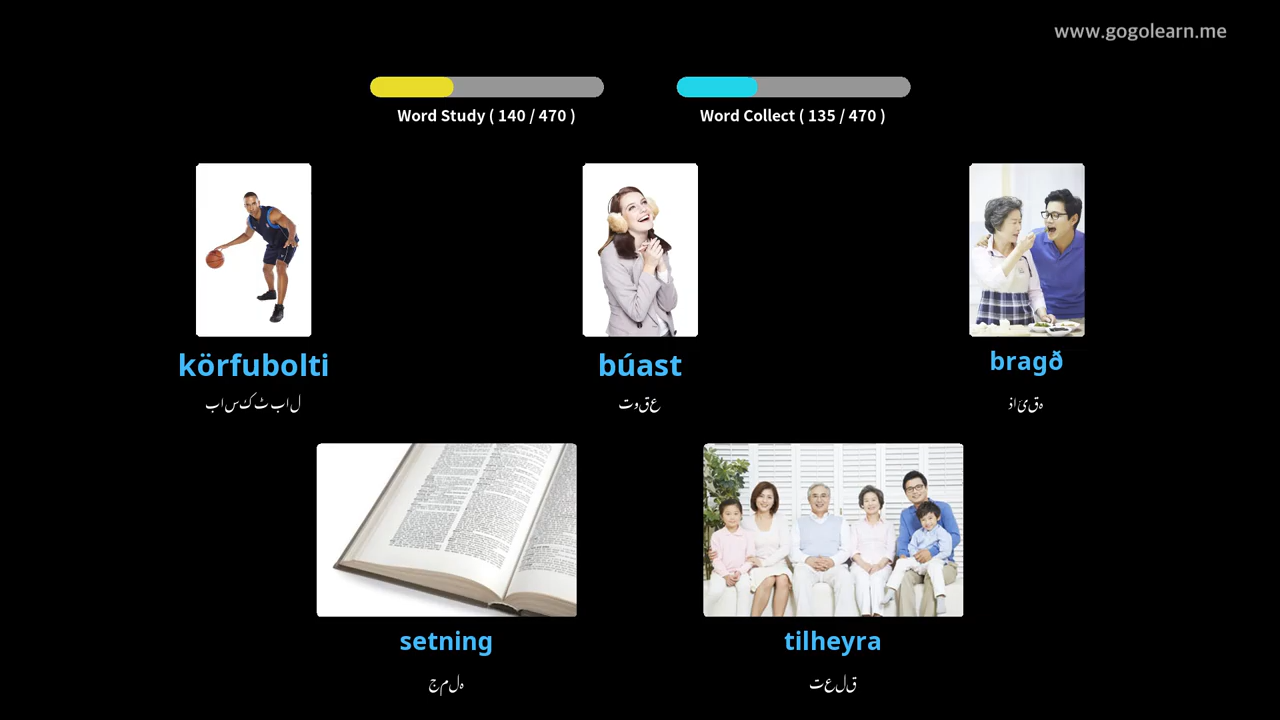 www.gogolearn.me
Word Study ( 140 / 470 )
Word Collect ( 135 / 470 )
körfubolti
باسکٹ بال
búast
توقع
bragð
ذائقہ
setning
جملہ
tilheyra
تعلق